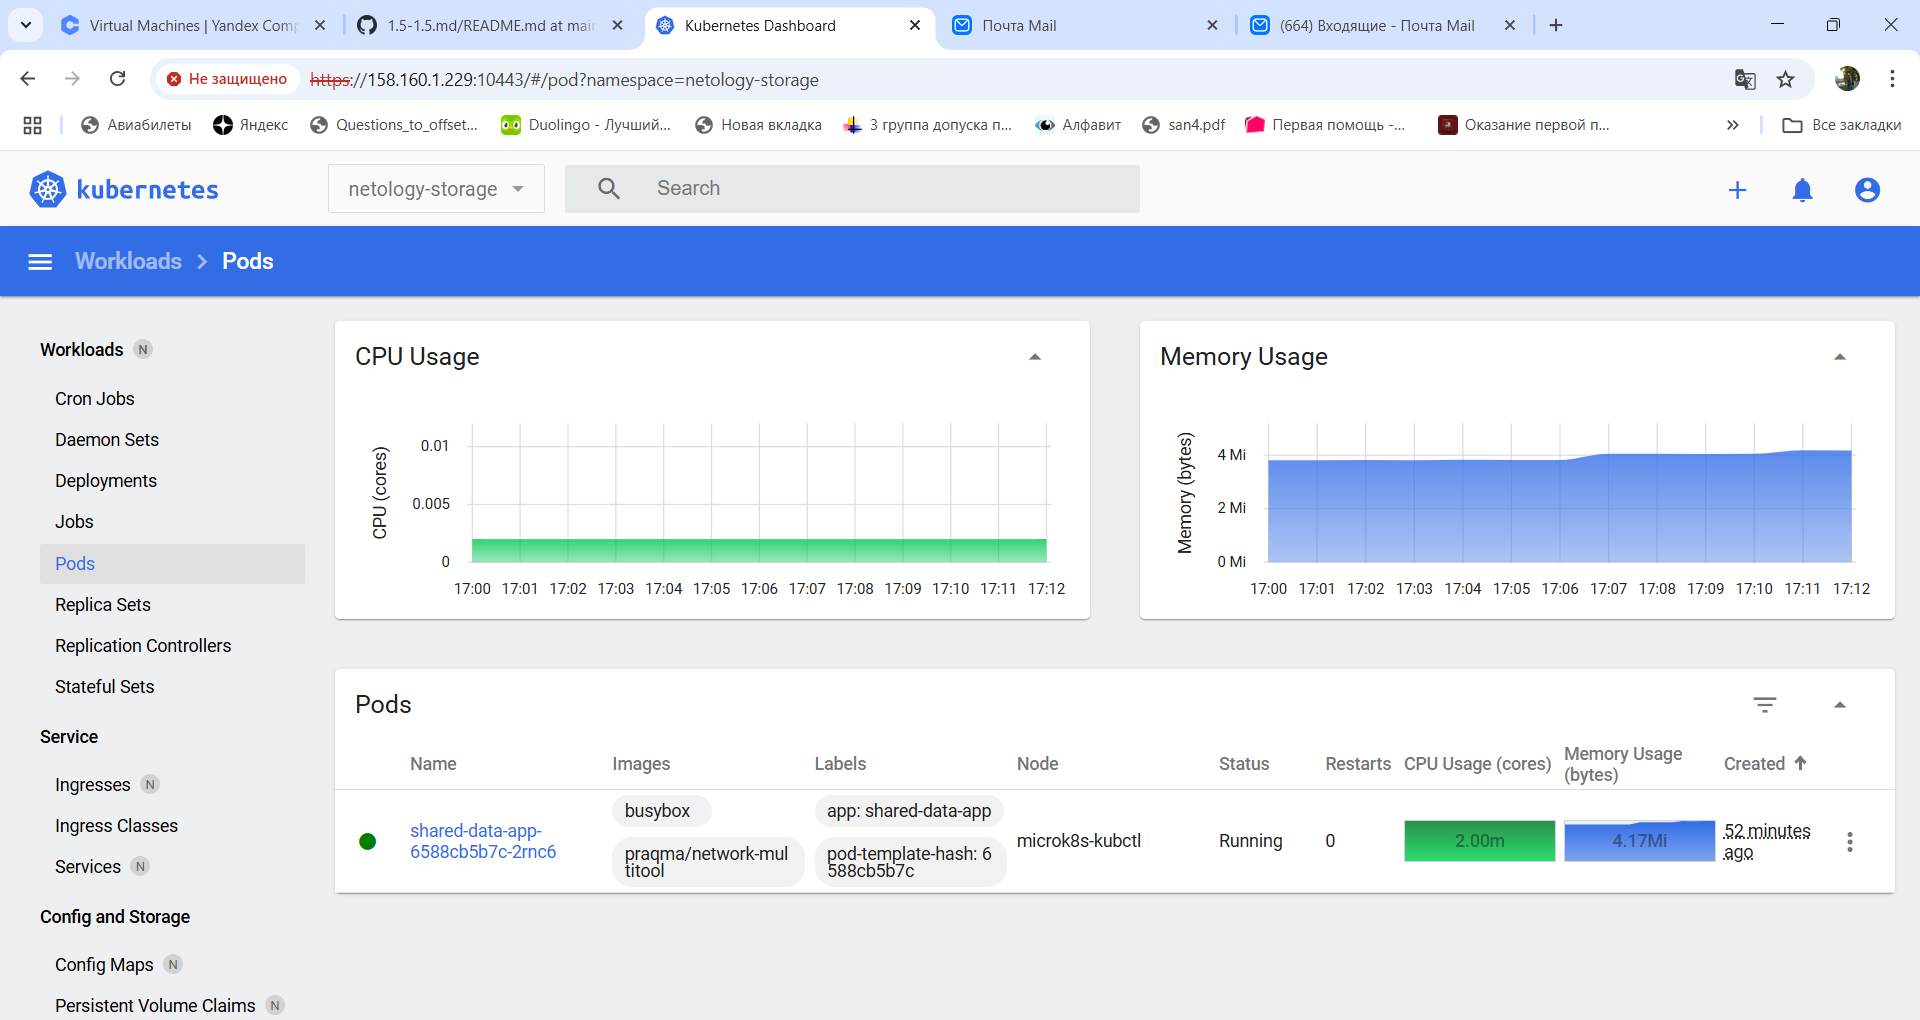 Virtual Machines | Yandex Com
1.5-1.5.md/README.md at mai
Kubernetes Dashboard
Почта Mail
(664) Входящие - Почта Mail
Не защищено
https://158.160.1.229:10443/#/pod?namespace=netology-storage
Авиабилеты
Яндекс
Questions_to_offset...
Duolingo - Лучший...
Новая вкладка
3 группа допуска п...
Алфавит
san4.pdf
Первая помощь -...
Оказание первой п...
Все закладки
kubernetes
netology-storage
Search
Workloads > Pods
Workloads N
Cron Jobs
Daemon Sets
Deployments
Jobs
Pods
Replica Sets
Replication Controllers
Stateful Sets
Service
Ingresses N
Ingress Classes
Services N
Config and Storage
Config Maps N
Persistent Volume Claims N
CPU Usage
CPU (cores)
0.01
0.005
0
17:00 17:01 17:02 17:03 17:04 17:05 17:06 17:07 17:08 17:09 17:10 17:11 17:12
Memory Usage
Memory (bytes)
4 Mi
2 Mi
0 Mi
17:00 17:01 17:02 17:03 17:04 17:05 17:06 17:07 17:08 17:09 17:10 17:11 17:12
Pods
Name
Images
Labels
Node
Status
Restarts
CPU Usage (cores)
Memory Usage
(bytes)
Created
shared-data-app-
6588cb5b7c-2rnc6
busybox
praqma/network-mul
titool
app: shared-data-app
pod-template-hash: 6
588cb5b7c
microk8s-kubctl
Running
0
2.00m
4.17Mi
52 minutes
ago